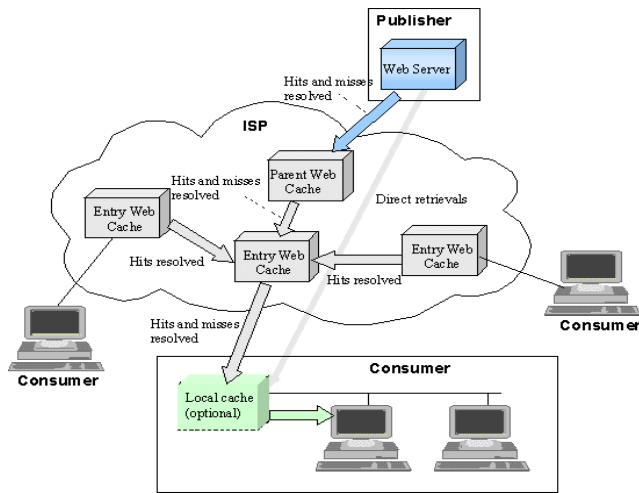 Publisher
Web Server
Hits and misses
resolved
ISP
Parent Web
Cache
Hits and misses
resolved
Direct retrievals
Entry Web
Cache
Entry Web
Cache
Entry Web
Cache
Hits resolved
Hits resolved
Hits and misses
resolved
Consumer
Consumer
Consumer
Local cache
(optional)